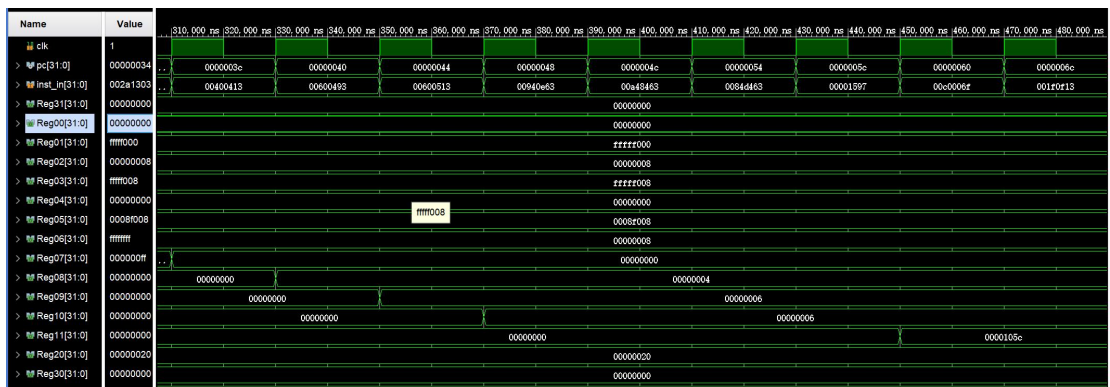 Name Value 310.000 ns 320.000 ns 330.000 ns 340.000 ns 350.000 ns 360.000 ns 370.000 ns 380.000 ns 390.000 ns 400.000 ns 410.000 ns 420.000 ns 430.000 ns 440.000 ns 450.000 ns 460.000 ns 470.000 ns 480.000 ns
clk 1
> pc[31:0] 00000034 .. 0000003c 00000040 00000044 00000048 0000004c 00000054 0000005c 00000060 0000006c
> inst_in[31:0] 002a1303 .. 00400413 00600493 00600513 00940e63 00a48463 0084d463 00001597 00c0006f 001f0f13
> Reg31[31:0] 00000000 00000000
> Reg00[31:0] 00000000 00000000
> Reg01[31:0] fffff000 fffff000
> Reg02[31:0] 00000008 00000008
> Reg03[31:0] fffff008 fffff008
> Reg04[31:0] 00000000 00000000
fffff008
> Reg05[31:0] 0008f008 0008f008
> Reg06[31:0] ffffffff 00000008
> Reg07[31:0] 000000ff .. 00000000
> Reg08[31:0] 00000000 00000000 00000004
> Reg09[31:0] 00000000 00000000 00000006
> Reg10[31:0] 00000000 00000000 00000006
> Reg11[31:0] 00000000 00000000 0000105c
> Reg20[31:0] 00000020 00000020
> Reg30[31:0] 00000000 00000000